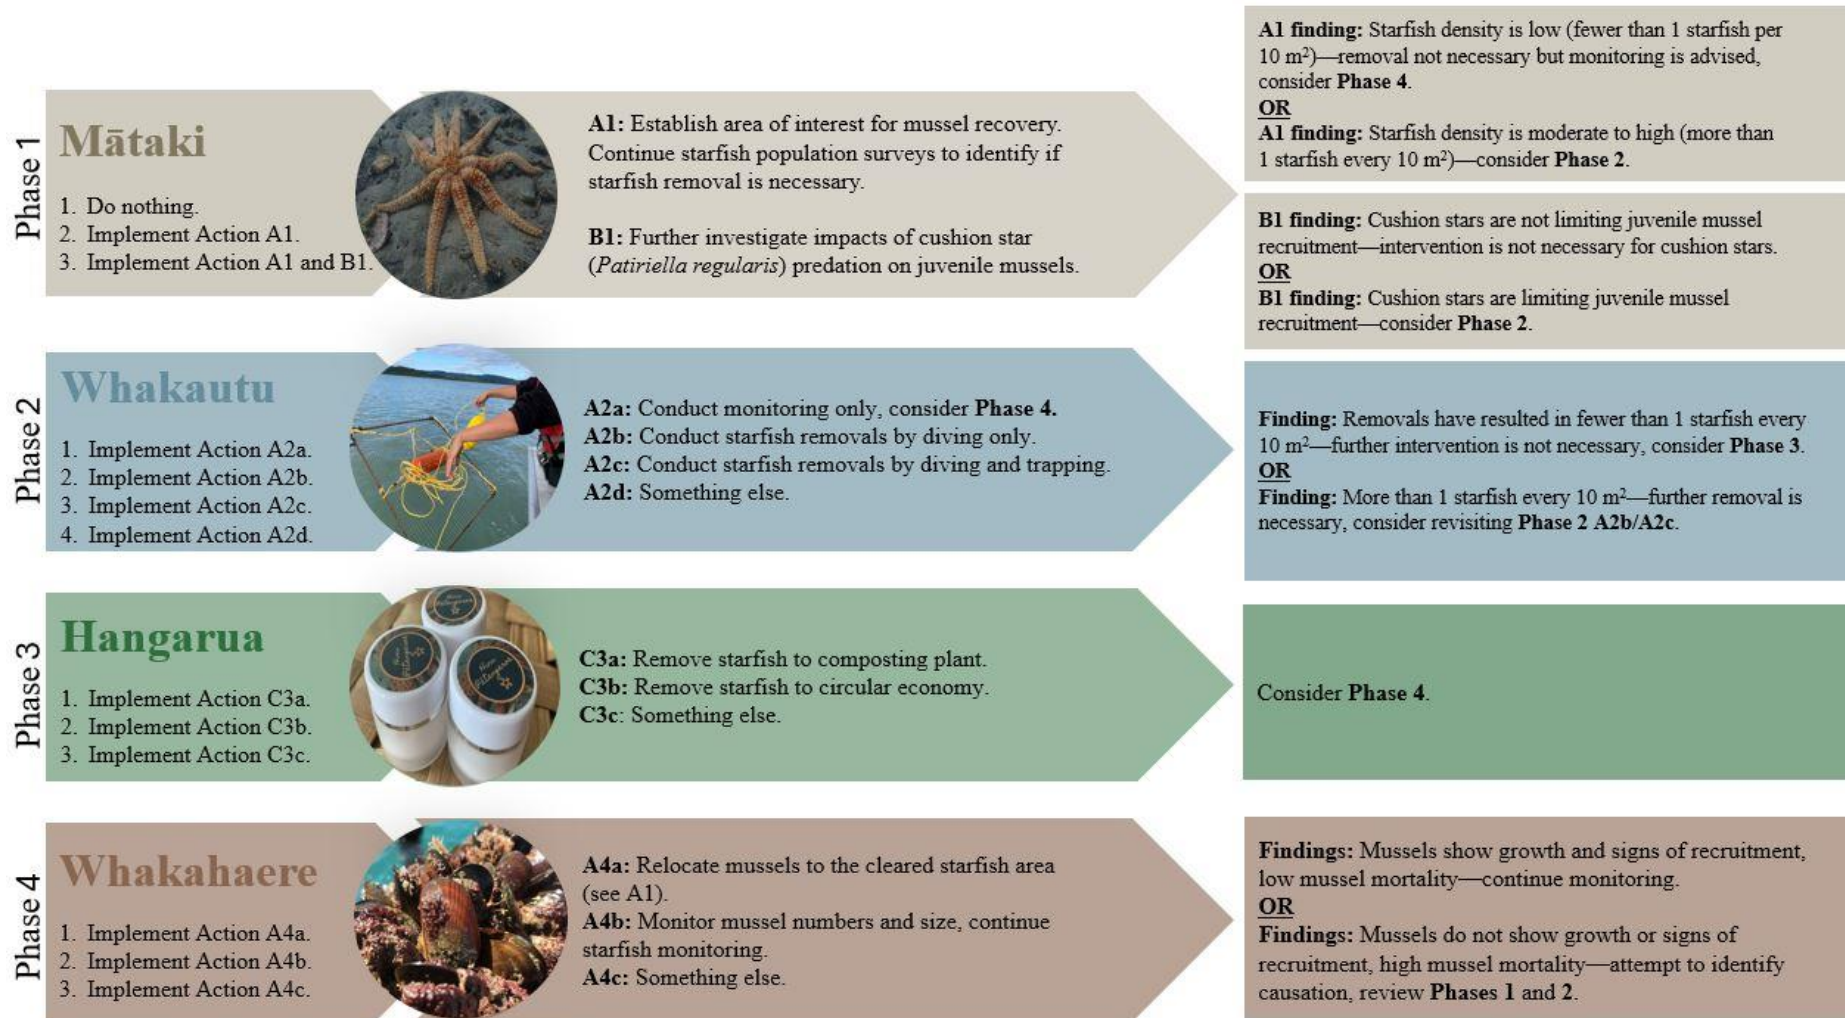 Phase 1
Mātaki
1. Do nothing.
2. Implement Action A1.
3. Implement Action A1 and B1.
A1: Establish area of interest for mussel recovery.
Continue starfish population surveys to identify if
starfish removal is necessary.
B1: Further investigate impacts of cushion star
(Patiriella regularis) predation on juvenile mussels.
A1 finding: Starfish density is low (fewer than 1 starfish per
10 m²)—removal not necessary but monitoring is advised,
consider Phase 4.
OR
A1 finding: Starfish density is moderate to high (more than
1 starfish every 10 m²)—consider Phase 2.
B1 finding: Cushion stars are not limiting juvenile mussel
recruitment—intervention is not necessary for cushion stars.
OR
B1 finding: Cushion stars are limiting juvenile mussel
recruitment—consider Phase 2.
Phase 2
Whakautu
1. Implement Action A2a.
2. Implement Action A2b.
3. Implement Action A2c.
4. Implement Action A2d.
A2a: Conduct monitoring only, consider Phase 4.
A2b: Conduct starfish removals by diving only.
A2c: Conduct starfish removals by diving and trapping.
A2d: Something else.
Finding: Removals have resulted in fewer than 1 starfish every
10 m²—further intervention is not necessary, consider Phase 3.
OR
Finding: More than 1 starfish every 10 m²—further removal is
necessary, consider revisiting Phase 2 A2b/A2c.
Phase 3
Hangarua
1. Implement Action C3a.
2. Implement Action C3b.
3. Implement Action C3c.
C3a: Remove starfish to composting plant.
C3b: Remove starfish to circular economy.
C3c: Something else.
Consider Phase 4.
Phase 4
Whakahaere
1. Implement Action A4a.
2. Implement Action A4b.
3. Implement Action A4c.
A4a: Relocate mussels to the cleared starfish area
(see A1).
A4b: Monitor mussel numbers and size, continue
starfish monitoring.
A4c: Something else.
Findings: Mussels show growth and signs of recruitment,
low mussel mortality—continue monitoring.
OR
Findings: Mussels do not show growth or signs of
recruitment, high mussel mortality—attempt to identify
causation, review Phases 1 and 2.